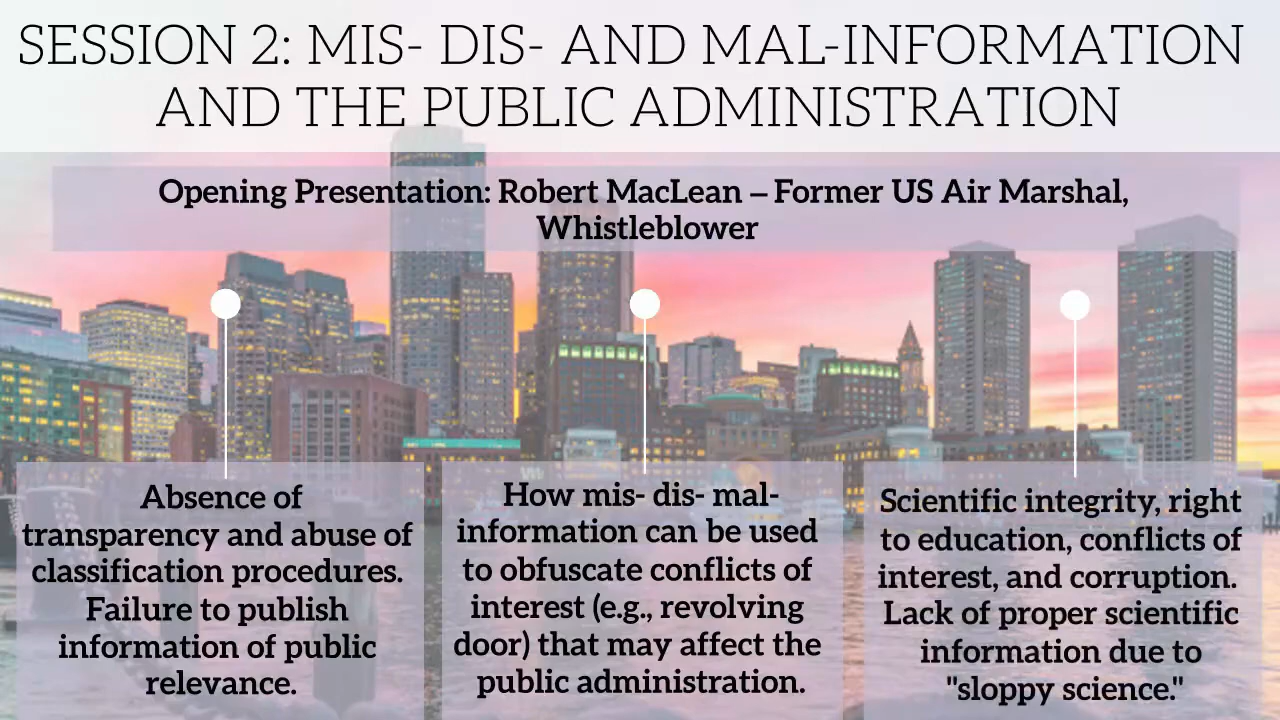 SESSION 2: MIS- DIS- AND MAL-INFORMATION
AND THE PUBLIC ADMINISTRATION
Opening Presentation: Robert MacLean – Former US Air Marshal,
Whistleblower
Absence of
transparency and abuse of
classification procedures.
Failure to publish
information of public
relevance.
How mis- dis- mal-
information can be used
to obfuscate conflicts of
interest (e.g., revolving
door) that may affect the
public administration.
Scientific integrity, right
to education, conflicts of
interest, and corruption.
Lack of proper scientific
information due to
"sloppy science."